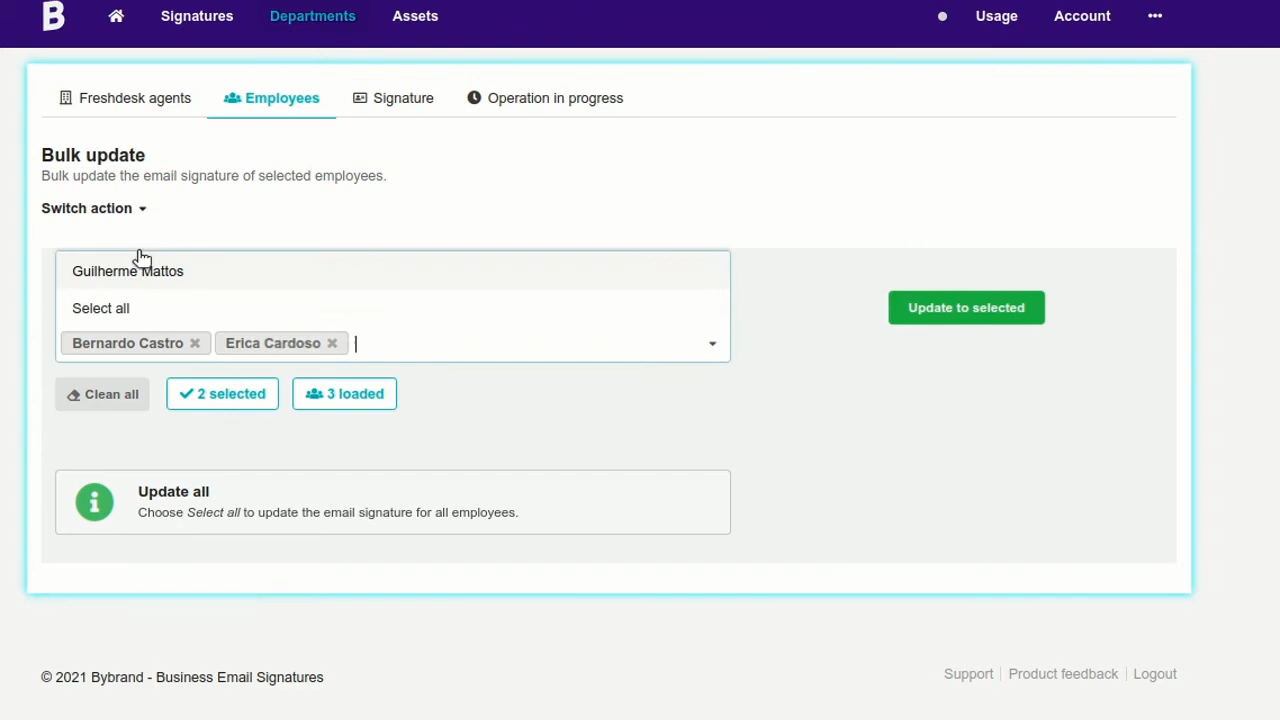 B Signatures Departments Assets Usage Account •••
Freshdesk agents Employees Signature Operation in progress
Bulk update
Bulk update the email signature of selected employees.
Switch action
Guilherme Mattos
Select all
Bernardo Castro Erica Cardoso
Update to selected
Clean all 2 selected 3 loaded
Update all
Choose Select all to update the email signature for all employees.
© 2021 Bybrand - Business Email Signatures
Support Product feedback Logout